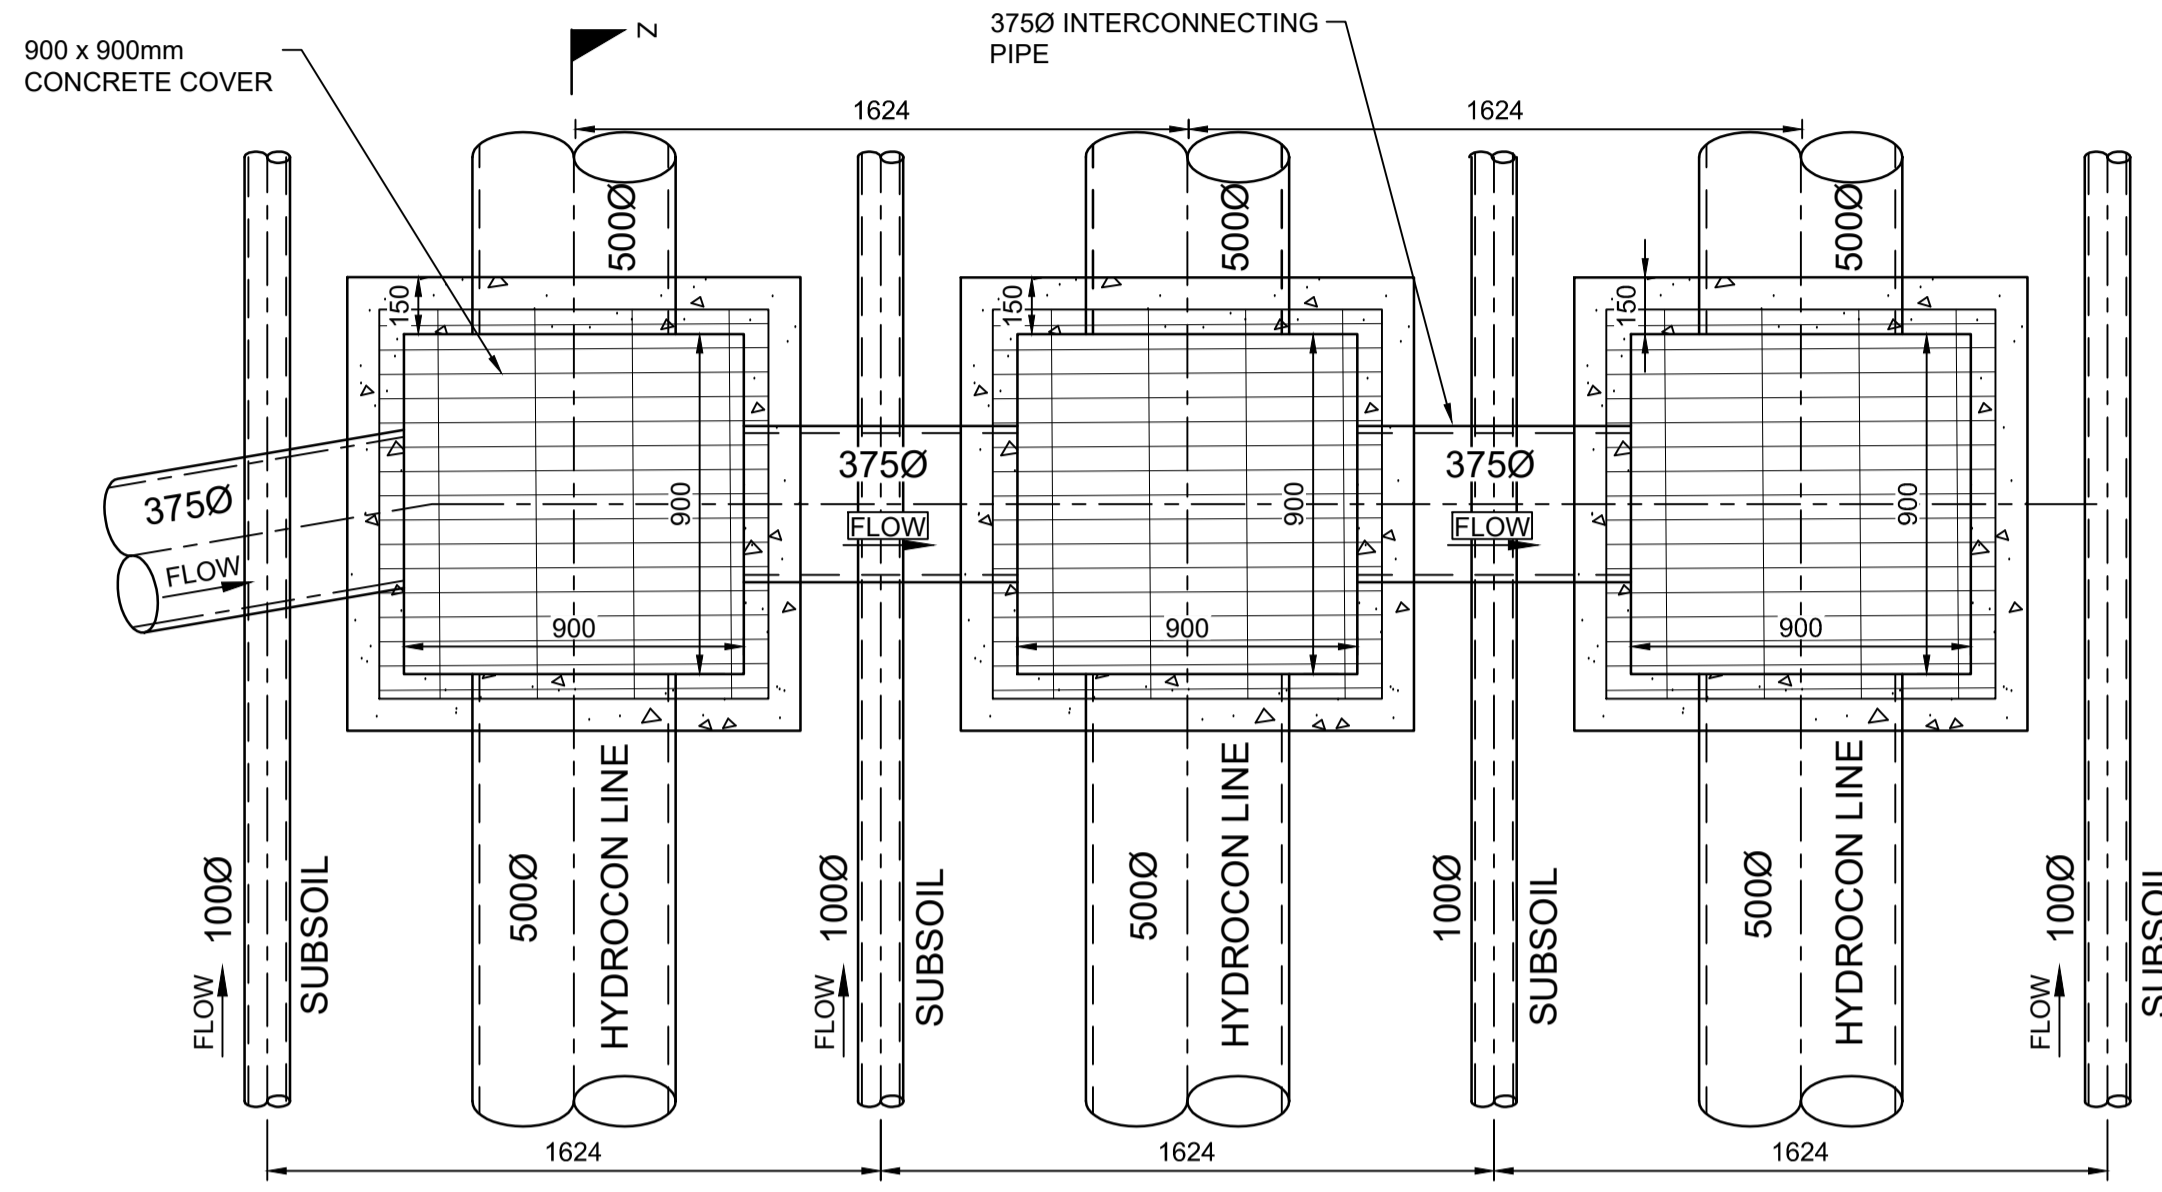 900 x 900mm
CONCRETE COVER
Z
375Ø INTERCONNECTING
PIPE
1624
1624
500Ø
500Ø
500Ø
150
150
150
375Ø
FLOW
900
900
375Ø
FLOW
900
900
375Ø
FLOW
900
900
FLOW
100Ø
SUBSOIL
500Ø
HYDROCON LINE
FLOW
100Ø
SUBSOIL
500Ø
HYDROCON LINE
100Ø
SUBSOIL
500Ø
HYDROCON LINE
FLOW
100Ø
SUBSOIL
1624
1624
1624